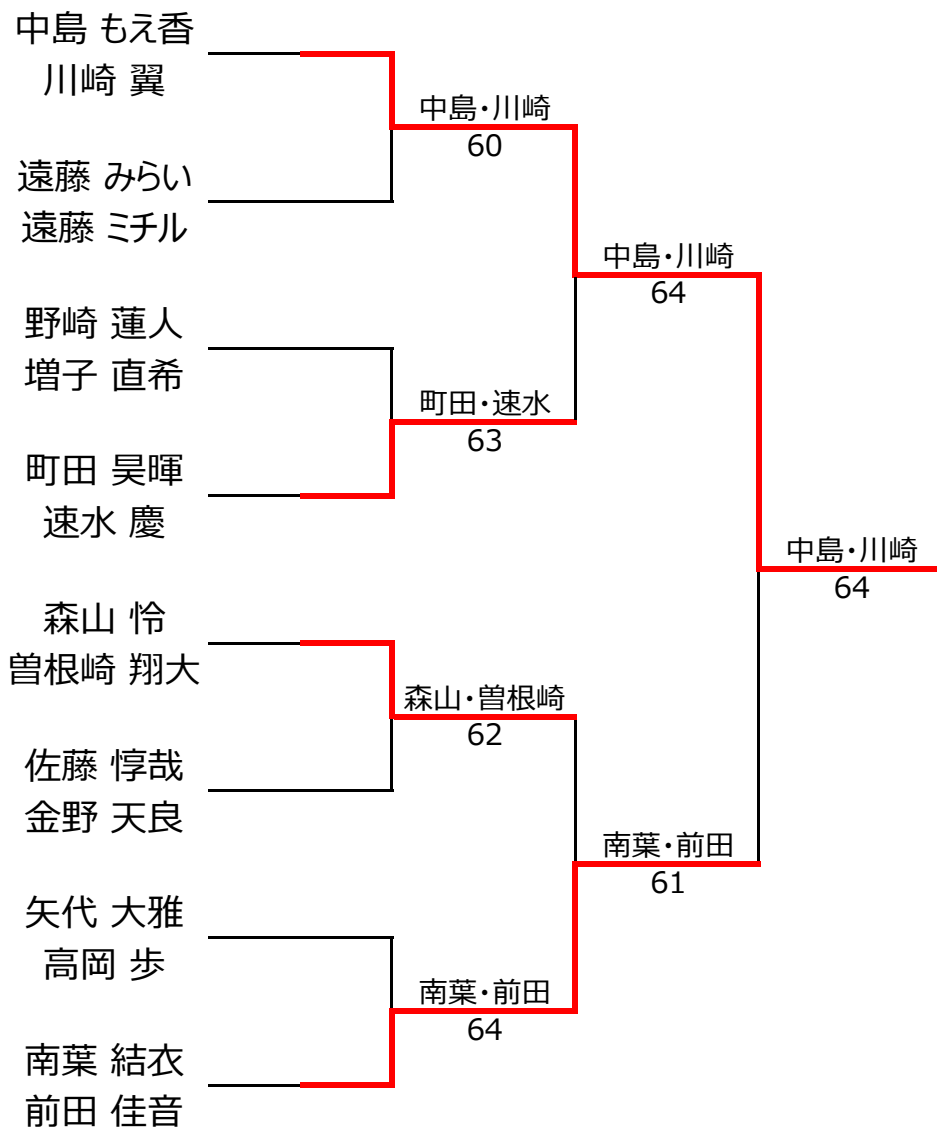 中島 もえ香
川崎 翼
遠藤 みらい
遠藤 ミチル
野崎 蓮人
増子 直希
町田 昊暉
速水 慶
森山 怜
曽根崎 翔大
佐藤 惇哉
金野 天良
矢代 大雅
高岡 歩
南葉 結衣
前田 佳音
中島・川崎
60
町田・速水
63
森山・曽根崎
62
南葉・前田
64
中島・川崎
64
南葉・前田
61
中島・川崎
64